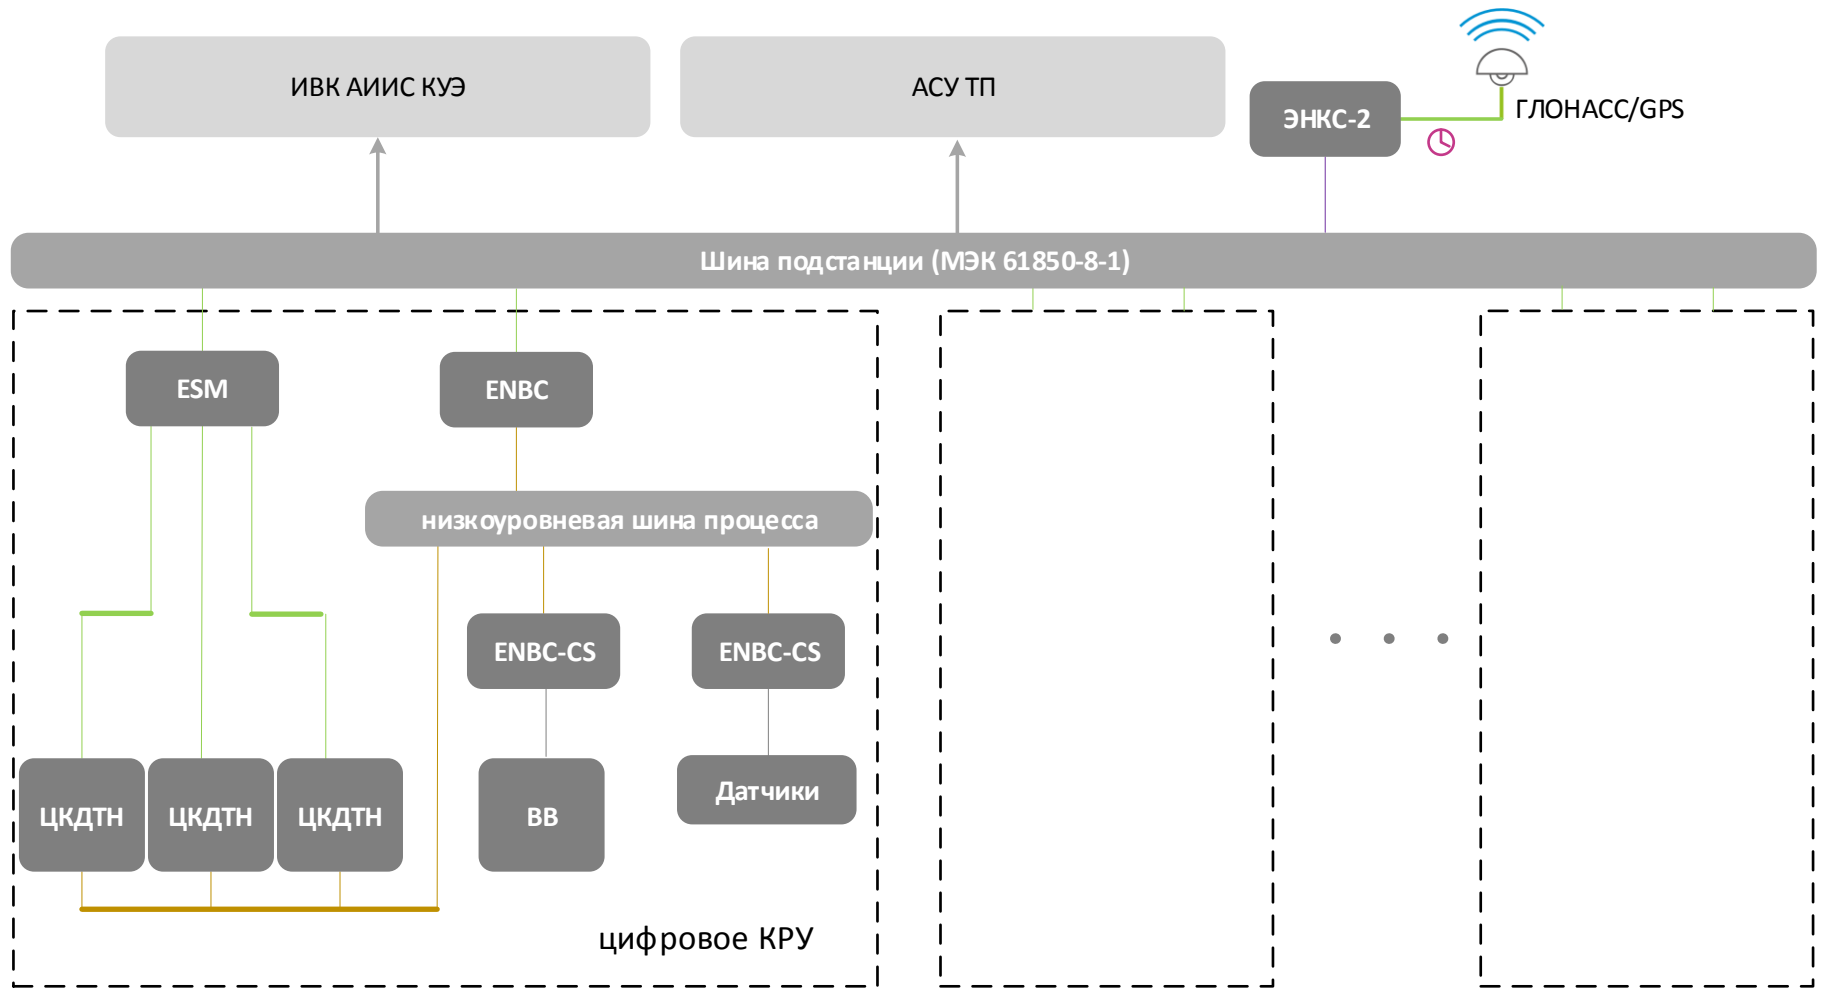 ИВК АИИС КУЭ
АСУ ТП
ЭНКС-2
ГЛОНАСС/GPS
Шина подстанции (МЭК 61850-8-1)
ESM
ENBC
низкоуровневая шина процесса
ENBC-CS
ENBC-CS
ЦКДТН
ЦКДТН
ЦКДТН
ВВ
Датчики
цифровое КРУ